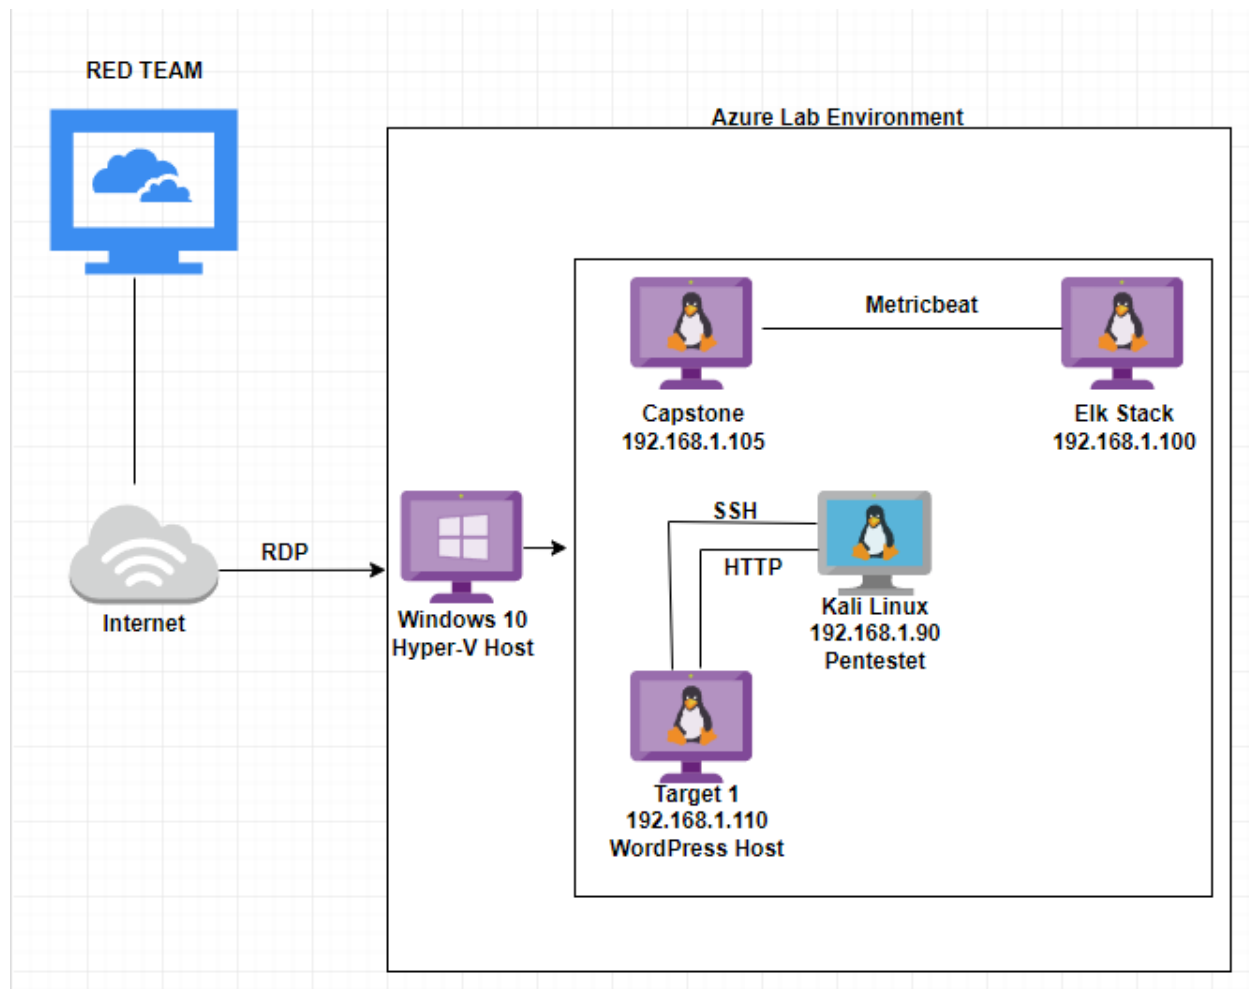 RED TEAM
Azure Lab Environment
Metricbeat
Capstone
192.168.1.105
Elk Stack
192.168.1.100
SSH
HTTP
RDP
Internet
Windows 10
Hyper-V Host
Kali Linux
192.168.1.90
Pentestet
Target 1
192.168.1.110
WordPress Host